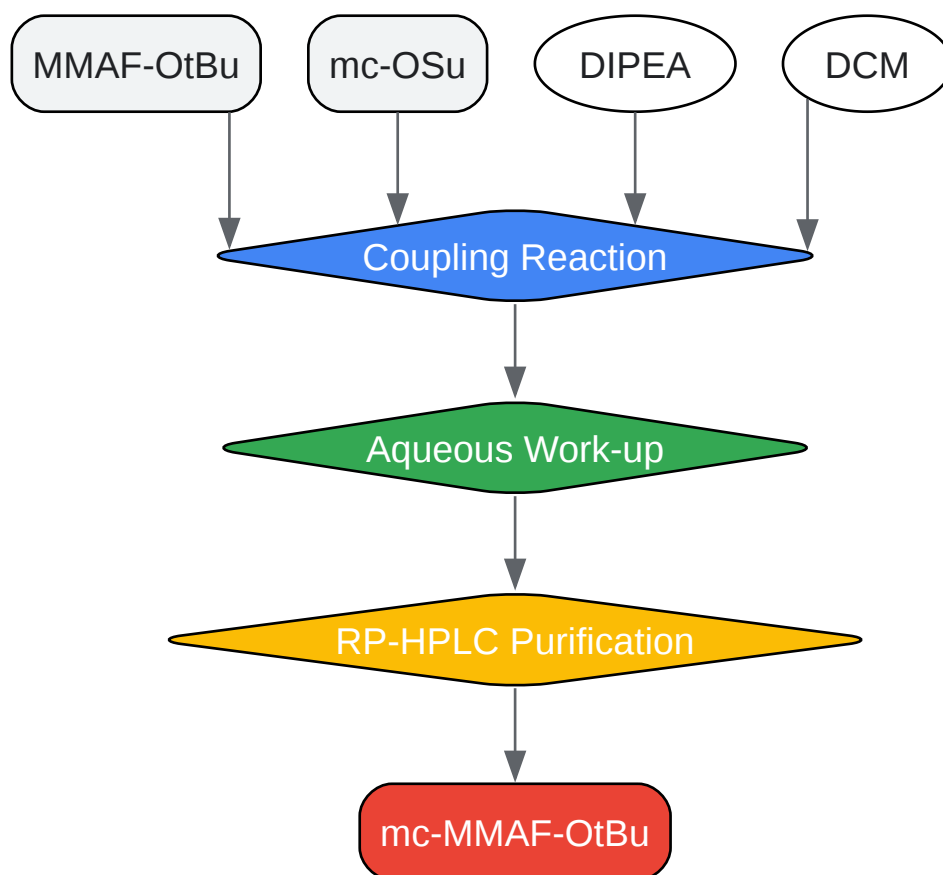 MMAF-OtBu
mc-OSu
DIPEA
DCM
Coupling Reaction
Aqueous Work-up
RP-HPLC Purification
mc-MMAF-OtBu